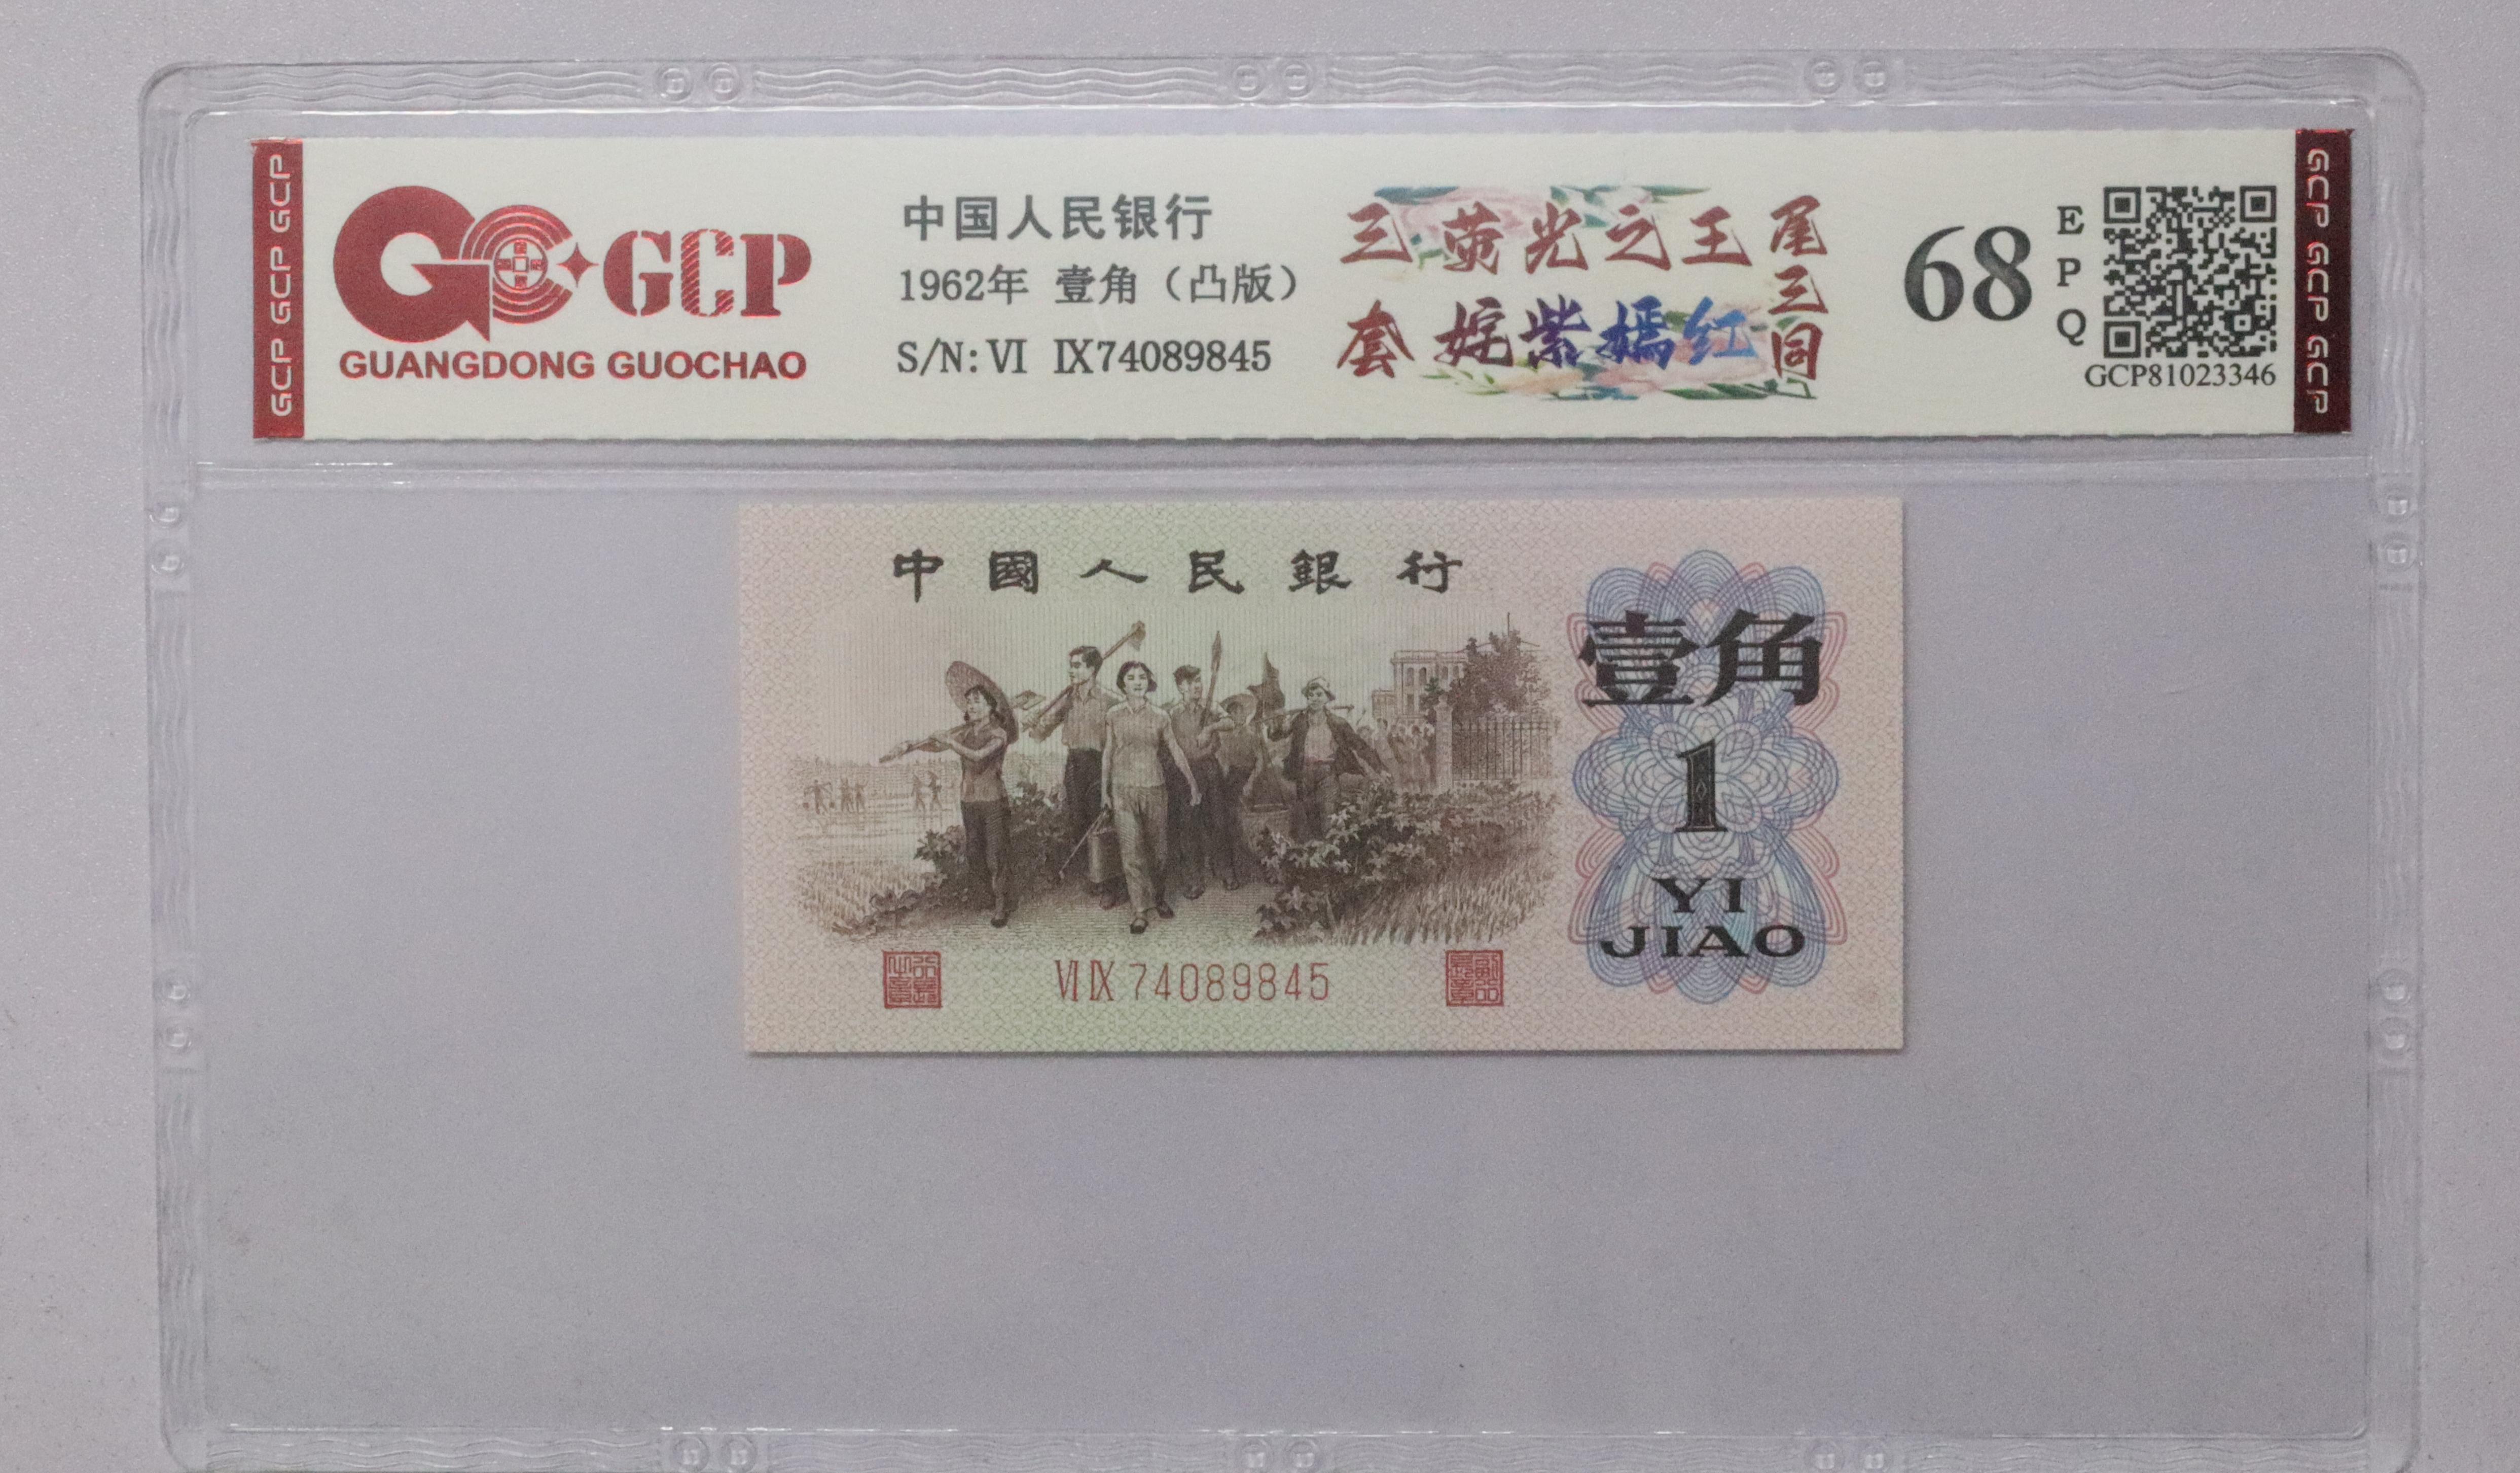 GCP GCP GCP
GCP
GUANGDONG GUOCHAO
中国人民银行
1962年 壹角（凸版）
S/N: VI IX74089845
三荧光之王
套姹紫嫣红
尾三同
68
EPQ
GCP81023346
GCP GCP GCP
中國人民銀行
壹角
1
YI
JIAO
VI IX 74089845